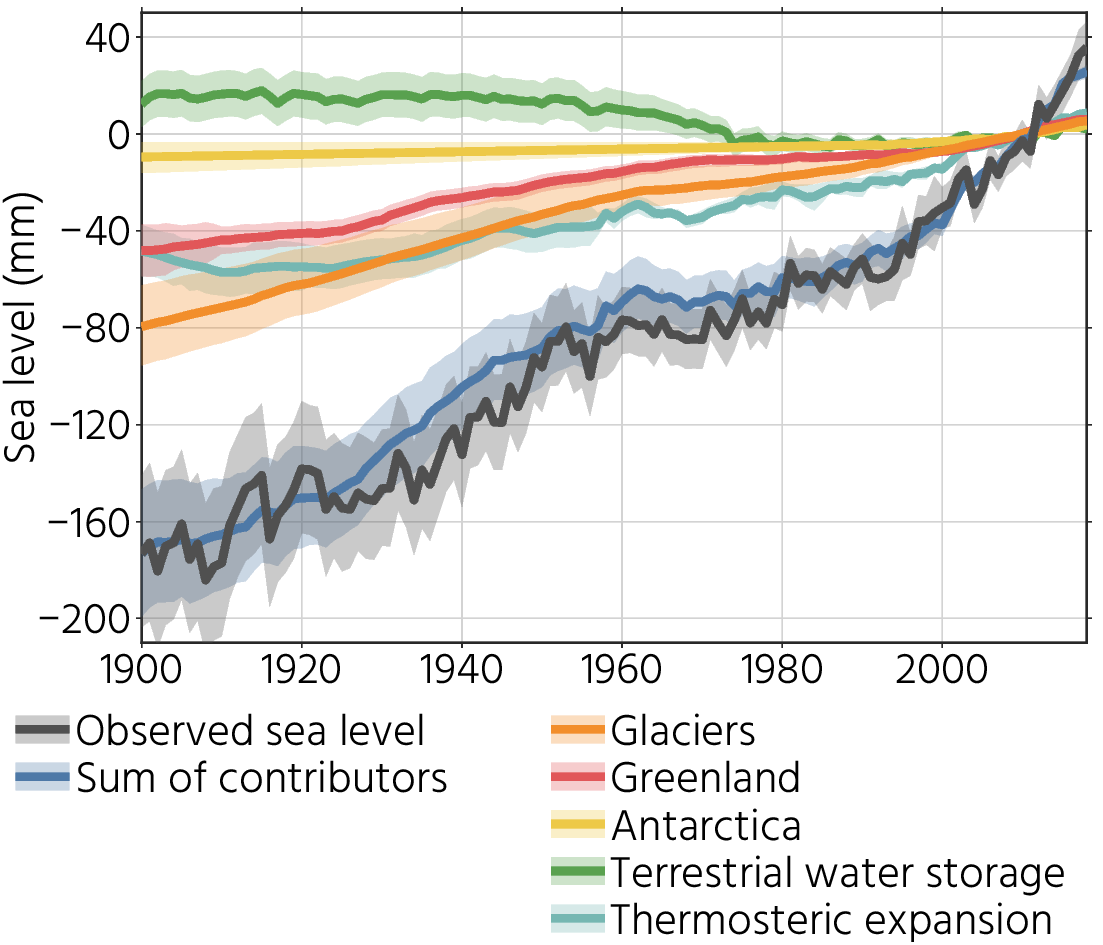 40
0
−40
−80
−120
−160
−200
Sea level (mm)
1900 1920 1940 1960 1980 2000
Observed sea level
Sum of contributors
Glaciers
Greenland
Antarctica
Terrestrial water storage
Thermosteric expansion